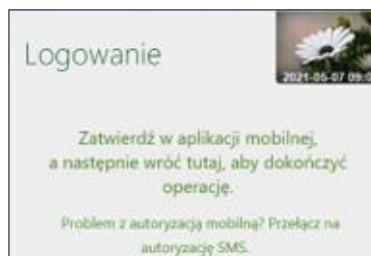 Logowanie
2021-05-07 09:0
Zatwierdź w aplikacji mobilnej,
a następnie wróć tutaj, aby dokończyć
operację.
Problem z autoryzacją mobilną? Przełącz na
autoryzację SMS.